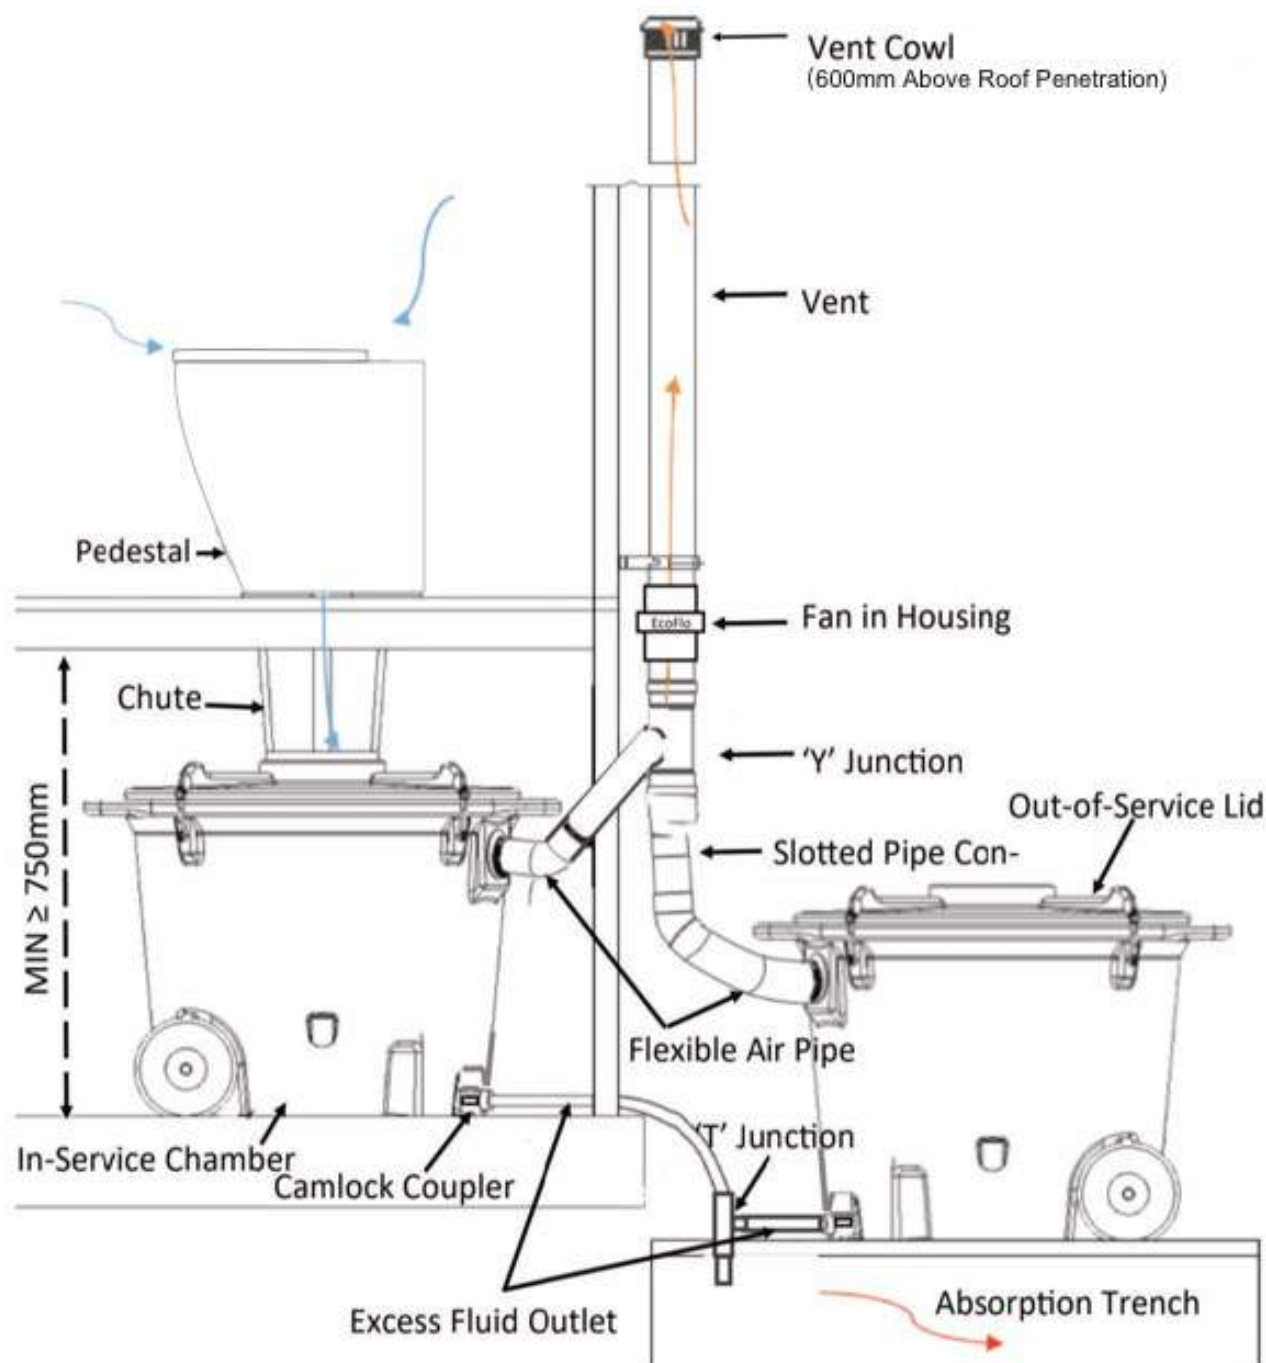 Vent Cowl
(600mm Above Roof Penetration)
Vent
Pedestal
Fan in Housing
EcoFlo
Chute
'Y' Junction
Out-of-Service Lid
Slotted Pipe Con-
MIN ≥ 750mm
Flexible Air Pipe
'T' Junction
In-Service Chamber
Camlock Coupler
Absorption Trench
Excess Fluid Outlet